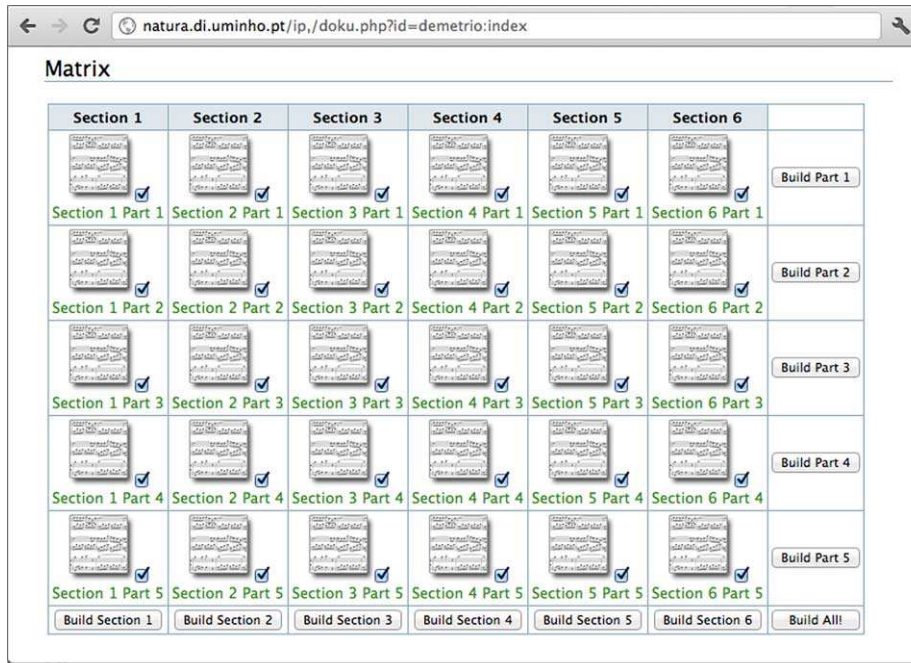 natura.di.uminho.pt/ip,/doku.php?id=demetrio:index
Matrix
Section 1 Section 2 Section 3 Section 4 Section 5 Section 6
Build Part 1
Section 1 Part 1 Section 2 Part 1 Section 3 Part 1 Section 4 Part 1 Section 5 Part 1 Section 6 Part 1
Build Part 2
Section 1 Part 2 Section 2 Part 2 Section 3 Part 2 Section 4 Part 2 Section 5 Part 2 Section 6 Part 2
Build Part 3
Section 1 Part 3 Section 2 Part 3 Section 3 Part 3 Section 4 Part 3 Section 5 Part 3 Section 6 Part 3
Build Part 4
Section 1 Part 4 Section 2 Part 4 Section 3 Part 4 Section 4 Part 4 Section 5 Part 4 Section 6 Part 4
Build Part 5
Section 1 Part 5 Section 2 Part 5 Section 3 Part 5 Section 4 Part 5 Section 5 Part 5 Section 6 Part 5
Build Section 1 Build Section 2 Build Section 3 Build Section 4 Build Section 5 Build Section 6 Build All!